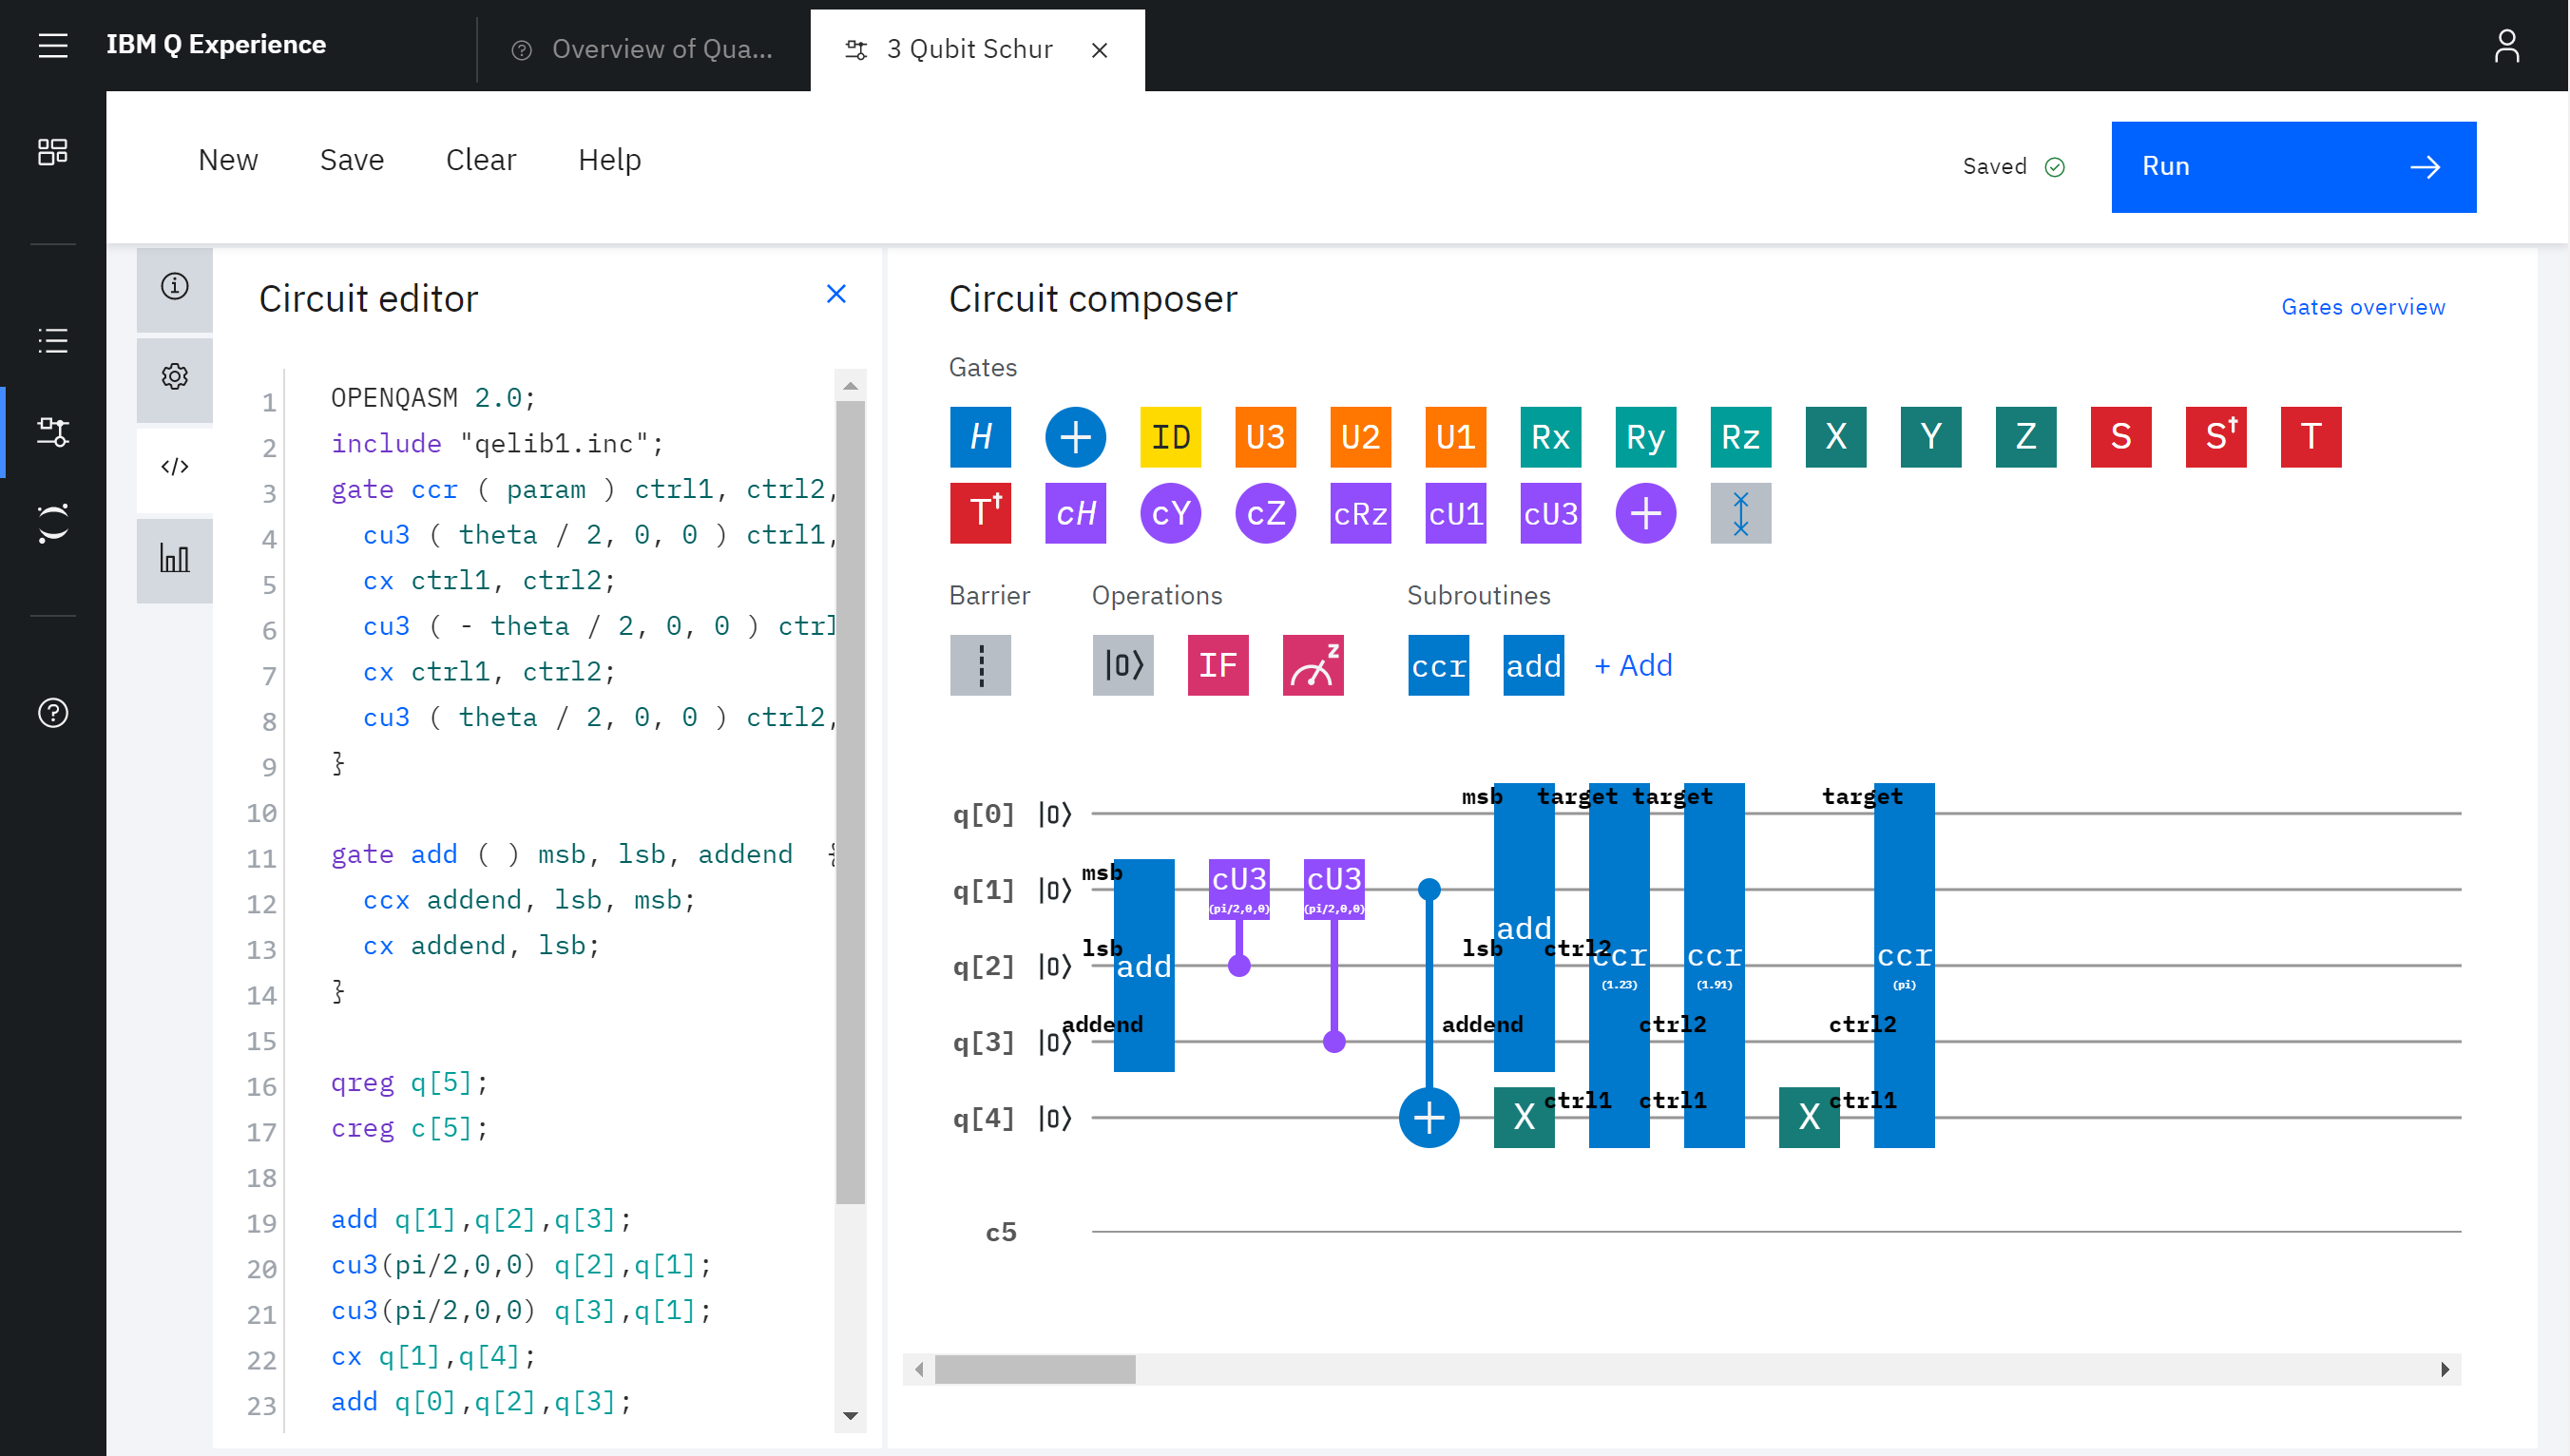 IBM Q Experience
Overview of Qua...
3 Qubit Schur
New Save Clear Help
Saved
Run
Circuit editor
1 OPENQASM 2.0;
2 include "qelib1.inc";
3 gate ccr ( param ) ctrl1, ctrl2,
4 cu3 ( theta / 2, 0, 0 ) ctrl1,
5 cx ctrl1, ctrl2;
6 cu3 ( - theta / 2, 0, 0 ) ctrl
7 cx ctrl1, ctrl2;
8 cu3 ( theta / 2, 0, 0 ) ctrl2,
9 }
10
11 gate add ( ) msb, lsb, addend {
12 ccx addend, lsb, msb;
13 cx addend, lsb;
14 }
15
16 qreg q[5];
17 creg c[5];
18
19 add q[1],q[2],q[3];
20 cu3(pi/2,0,0) q[2],q[1];
21 cu3(pi/2,0,0) q[3],q[1];
22 cx q[1],q[4];
23 add q[0],q[2],q[3];
Circuit composer
Gates overview
Gates
H + ID U3 U2 U1 Rx Ry Rz X Y Z S S† T
T† cH cY cZ cRz cU1 cU3 +
Barrier Operations Subroutines
|0⟩ IF z ccr add + Add
msb target target target
q[0] |0⟩
msb cU3 cU3
q[1] |0⟩ (pi/2,0,0) (pi/2,0,0)
add
lsb lsb ctrl2 ccr ccr ccr
q[2] |0⟩ add
(1.23) (1.91) (pi)
addend addend ctrl2 ctrl2
q[3] |0⟩
ctrl1 ctrl1 ctrl1
q[4] |0⟩ + X X
c5